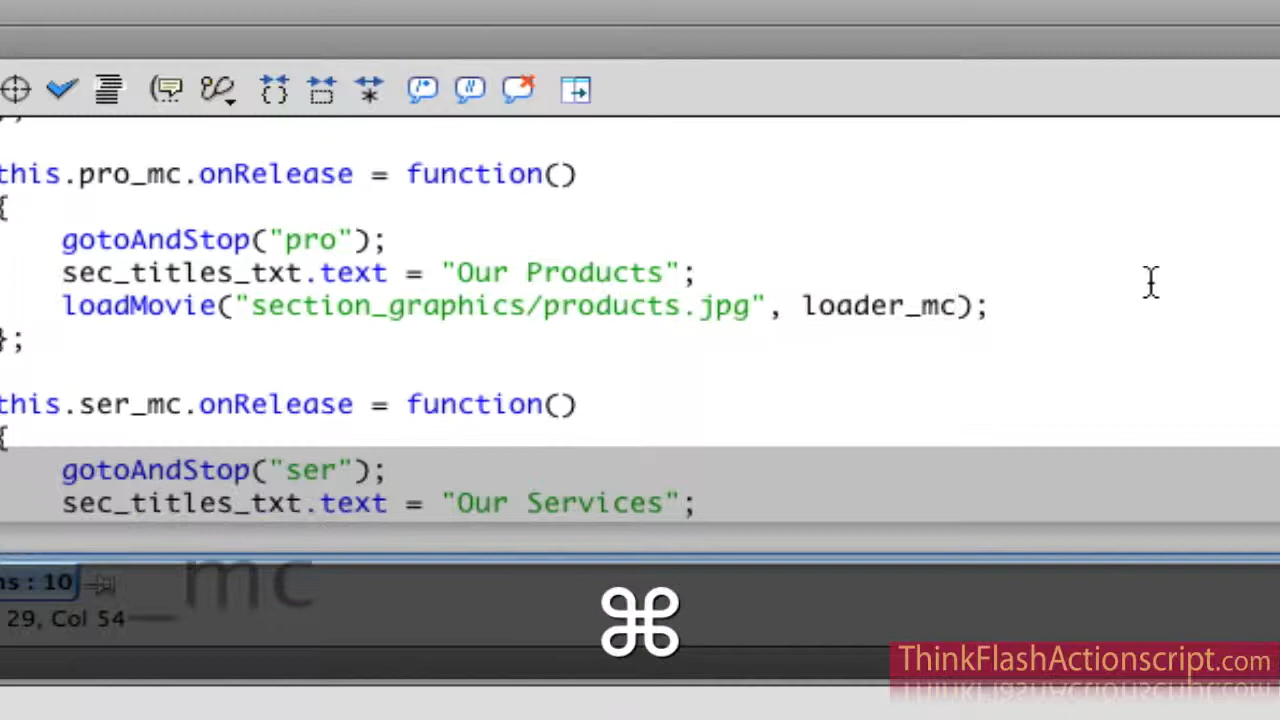 this.pro_mc.onRelease = function()
{
gotoAndStop("pro");
sec_titles_txt.text = "Our Products";
loadMovie("section_graphics/products.jpg", loader_mc);
};
this.ser_mc.onRelease = function()
{
gotoAndStop("ser");
sec_titles_txt.text = "Our Services";
_mc
ns : 10
29, Col 54
ThinkFlashActionscript.com